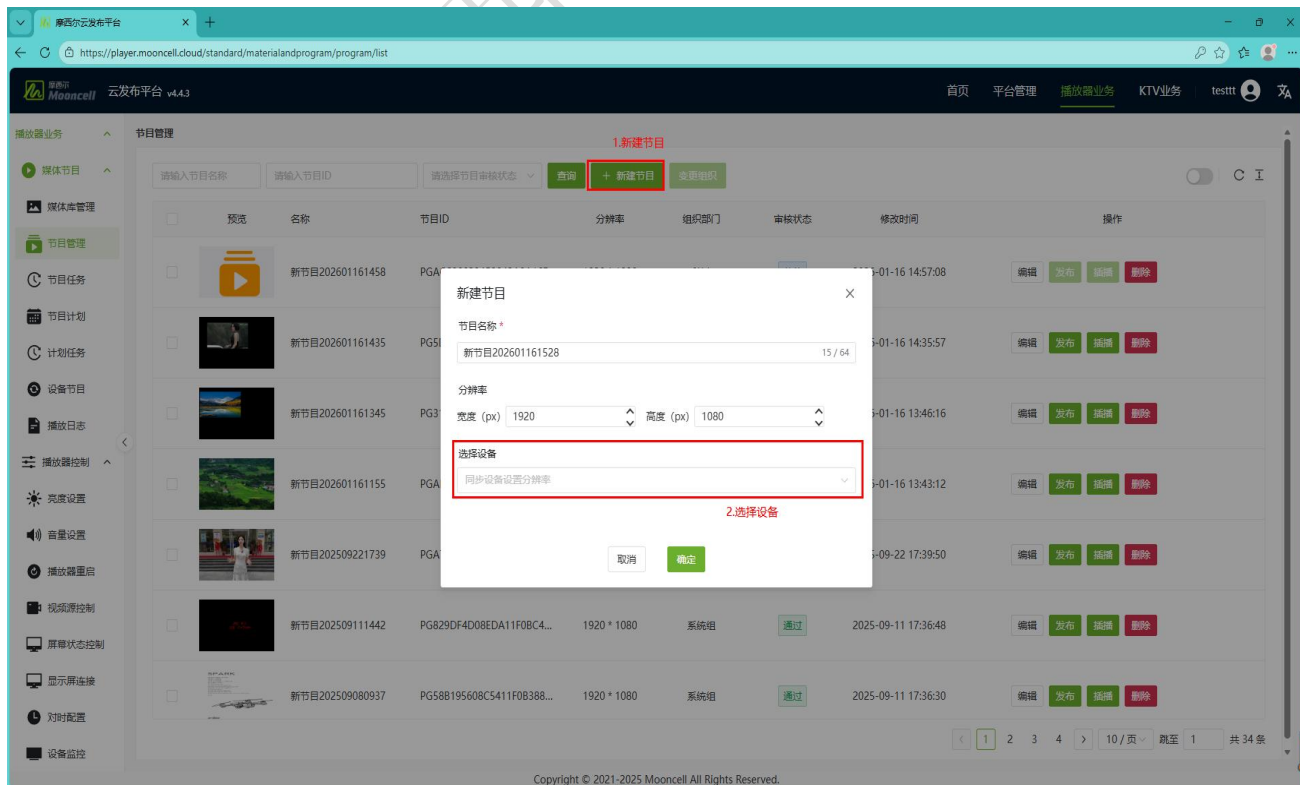 摩西尔云发布平台
https://player.mooncell.cloud/standard/materialandprogram/program/list
摩西尔 Mooncell 云发布平台 v4.4.3 首页 平台管理 播放器业务 KTV业务 testtt
播放器业务 节目管理
1.新建节目
媒体节目 请输入节目名称 请输入节目ID 请选择节目审核状态 查询 + 新建节目 变更组织
媒体库管理
预览 名称 节目ID 分辨率 组织部门 审核状态 修改时间 操作
节目管理
新节目202601161458 14:57:08 编辑 发布 插播 删除
节目任务
新建节目
节目计划
节目名称 *
新节目202601161435 -01-16 14:35:57 编辑 发布 插播 删除
计划任务
新节目202601161528 15 / 64
设备节目
分辨率
新节目202601161345 -01-16 13:46:16 编辑 发布 插播 删除
宽度 (px) 1920 高度 (px) 1080
播放日志
选择设备
播放器控制
同步设备设置分辨率
新节目202601161155 -01-16 13:43:12 编辑 发布 插播 删除
亮度设置
2.选择设备
音量设置
新节目202509221739 -09-22 17:39:50 编辑 发布 插播 删除
取消 确定
播放器重启
视频源控制
新节目202509111442 PG829DF4D08EDA11F0BC4... 1920 * 1080 系统组 通过 2025-09-11 17:36:48 编辑 发布 插播 删除
屏幕状态控制
显示屏连接
新节目202509080937 PG58B195608C5411F0B388... 1920 * 1080 系统组 通过 2025-09-11 17:36:30 编辑 发布 插播 删除
对时配置
1 2 3 4 10 / 页 跳至 1 共 34 条
设备监控
Copyright © 2021-2025 Mooncell All Rights Reserved.